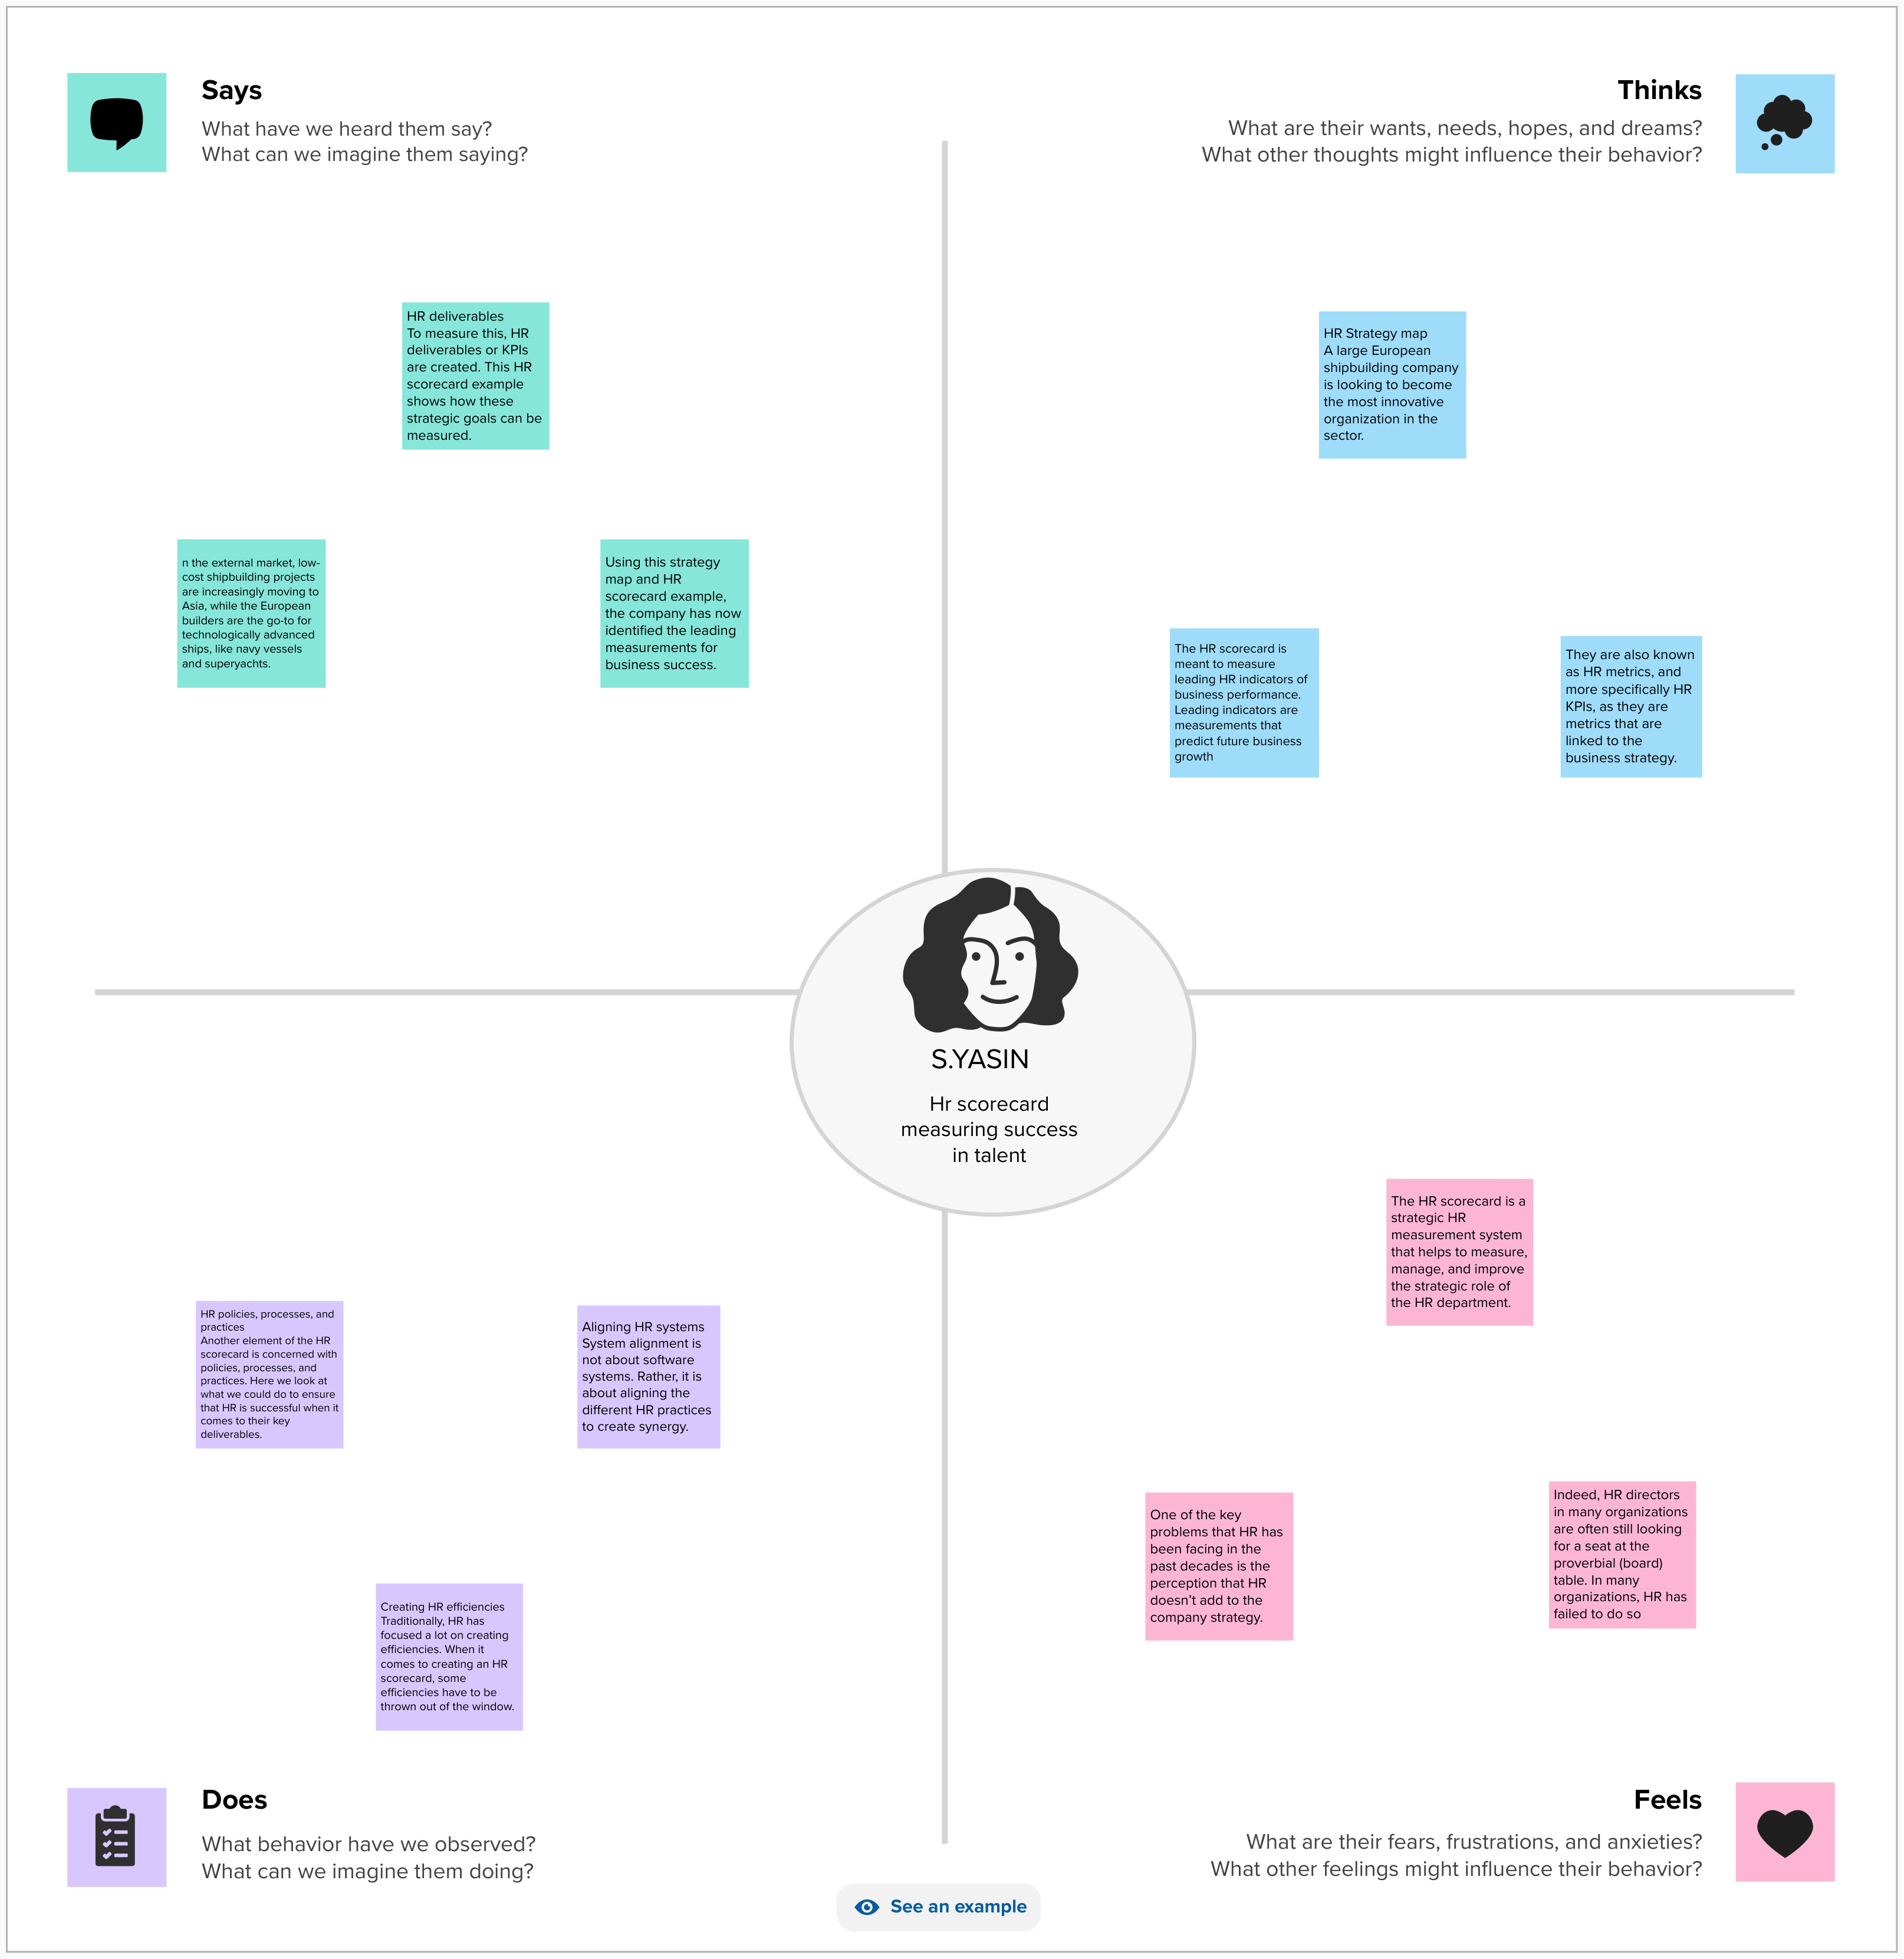 Says
What have we heard them say?
What can we imagine them saying?
Thinks
What are their wants, needs, hopes, and dreams?
What other thoughts might influence their behavior?
HR deliverables
To measure this, HR
deliverables or KPIs
are created. This HR
scorecard example
shows how these
strategic goals can be
measured.
n the external market, low-
cost shipbuilding projects
are increasingly moving to
Asia, while the European
builders are the go-to for
technologically advanced
ships, like navy vessels
and superyachts.
Using this strategy
map and HR
scorecard example,
the company has now
identified the leading
measurements for
business success.
HR Strategy map
A large European
shipbuilding company
is looking to become
the most innovative
organization in the
sector.
The HR scorecard is
meant to measure
leading HR indicators of
business performance.
Leading indicators are
measurements that
predict future business
growth
They are also known
as HR metrics, and
more specifically HR
KPIs, as they are
metrics that are
linked to the
business strategy.
S.YASIN
Hr scorecard
measuring success
in talent
HR policies, processes, and
practices
Another element of the HR
scorecard is concerned with
policies, processes, and
practices. Here we look at
what we could do to ensure
that HR is successful when it
comes to their key
deliverables.
Aligning HR systems
System alignment is
not about software
systems. Rather, it is
about aligning the
different HR practices
to create synergy.
Creating HR efficiencies
Traditionally, HR has
focused a lot on creating
efficiencies. When it
comes to creating an HR
scorecard, some
efficiencies have to be
thrown out of the window.
The HR scorecard is a
strategic HR
measurement system
that helps to measure,
manage, and improve
the strategic role of
the HR department.
One of the key
problems that HR has
been facing in the
past decades is the
perception that HR
doesn't add to the
company strategy.
Indeed, HR directors
in many organizations
are often still looking
for a seat at the
proverbial (board)
table. In many
organizations, HR has
failed to do so
Does
What behavior have we observed?
What can we imagine them doing?
Feels
What are their fears, frustrations, and anxieties?
What other feelings might influence their behavior?
See an example